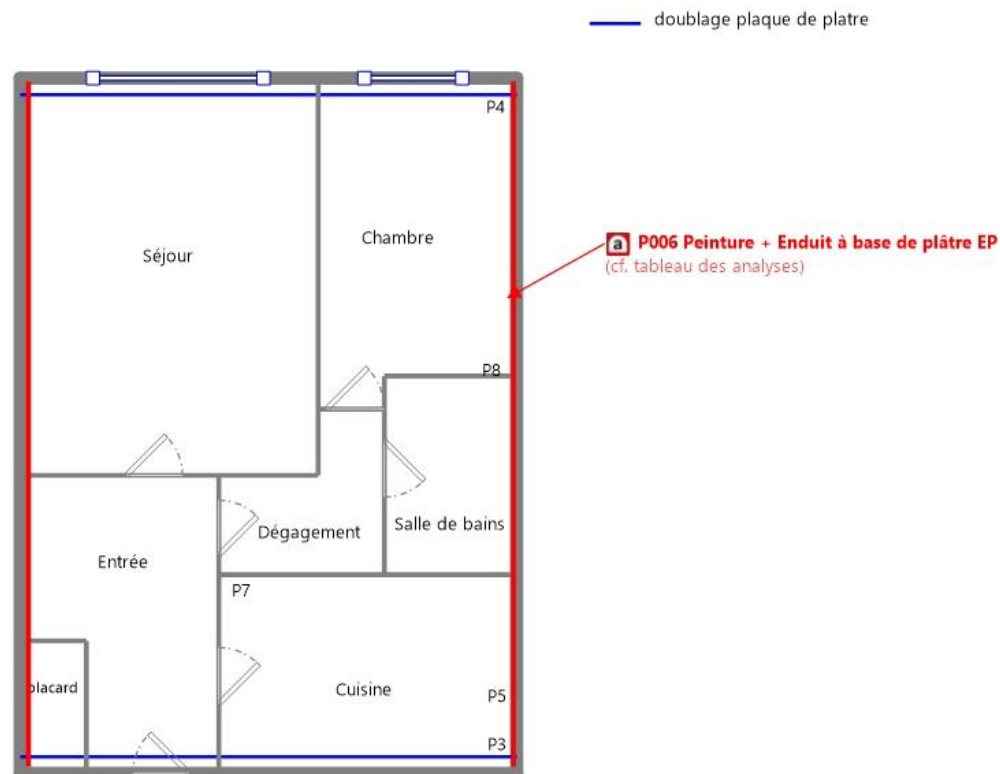 doublage plaque de platre
P4
Chambre
a P006 Peinture + Enduit à base de plâtre EP
(cf. tableau des analyses)
Séjour
P8
Salle de bains
Dégagement
Entrée
P7
placard
Cuisine
P5
P3